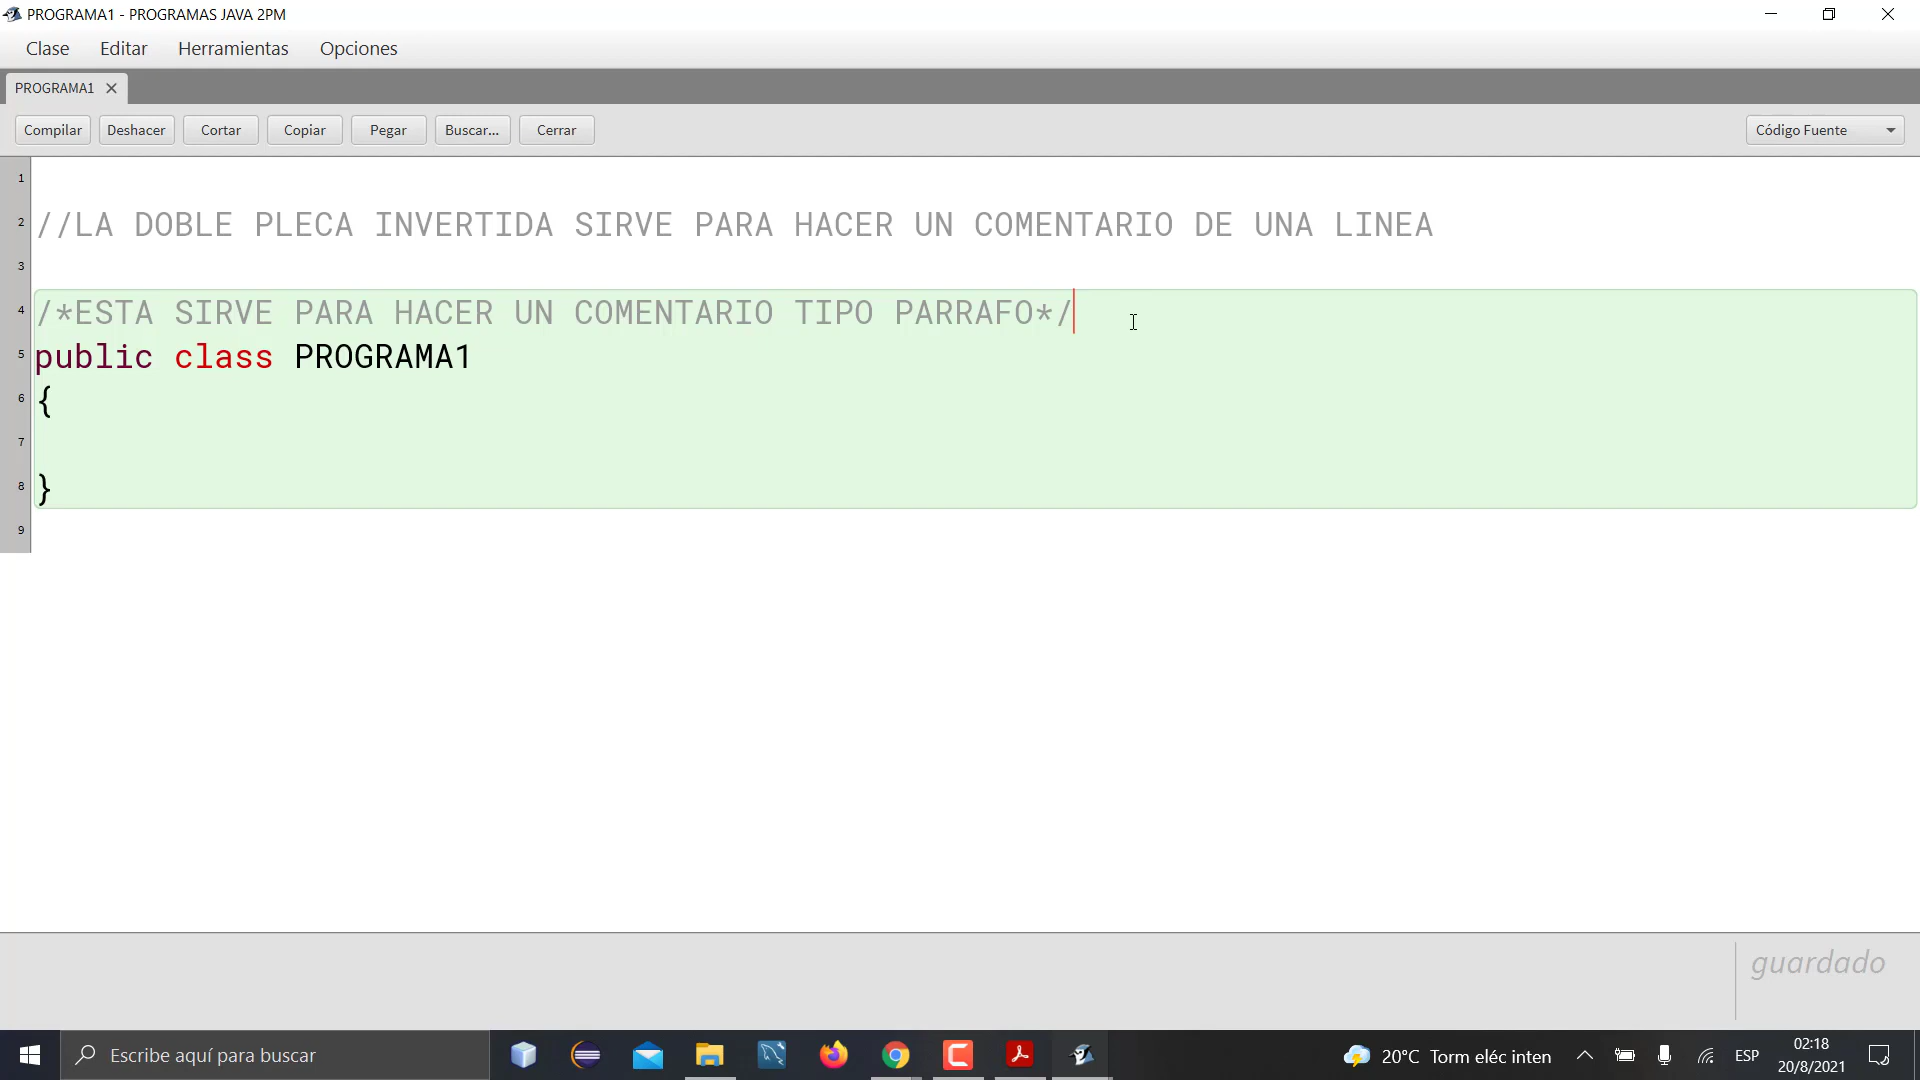 PROGRAMA1 - PROGRAMAS JAVA 2PM
Clase Editar Herramientas Opciones
PROGRAMA1
Compilar Deshacer Cortar Copiar Pegar Buscar... Cerrar Código Fuente
1
2 //LA DOBLE PLECA INVERTIDA SIRVE PARA HACER UN COMENTARIO DE UNA LINEA
3
4 /*ESTA SIRVE PARA HACER UN COMENTARIO TIPO PARRAFO*/
5 public class PROGRAMA1
6 {
7
8 }
9
guardado
Escribe aquí para buscar 20°C Torm eléc inten ESP 02:18
20/8/2021